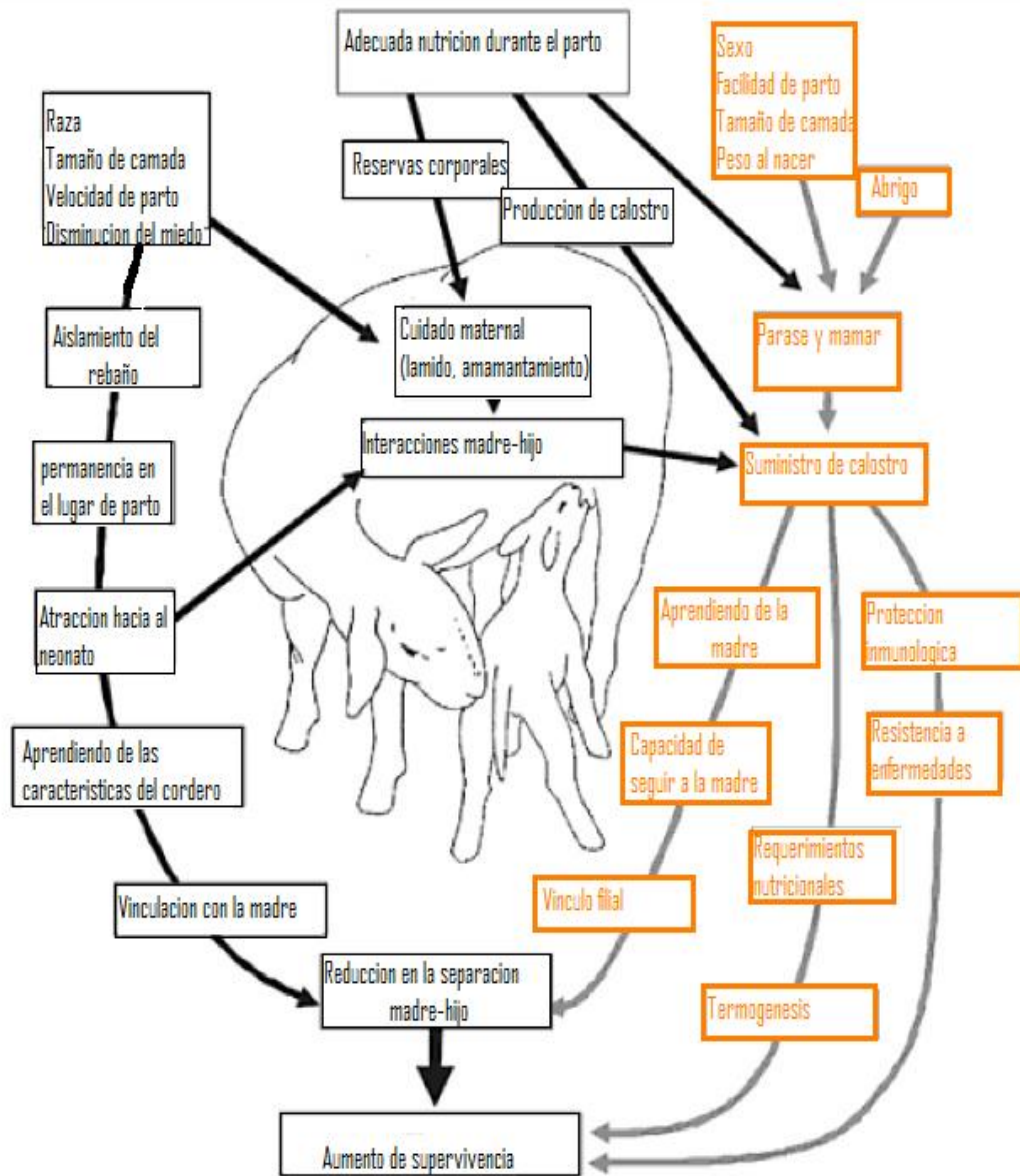 Adecuada nutricion durante el parto
Sexo
Facilidad de parto
Tamaño de camada
Peso al nacer
Abrigo
Raza
Tamaño de camada
Velocidad de parto
Disminucion del miedo
Reservas corporales
Produccion de calostro
Aislamiento del
rebaño
Cuidado maternal
(lamido, amamantamiento)
Parase y mamar
Interacciones madre-hijo
Suministro de calostro
permanencia en
el lugar de parto
Atraccion hacia al
neonato
Aprendiendo de la
madre
Proteccion
inmunologica
Aprendiendo de las
caracteristicas del cordero
Capacidad de
seguir a la madre
Resistencia a
enfermedades
Requerimientos
nutricionales
Vinculacion con la madre
Vinculo filial
Reduccion en la separacion
madre-hijo
Termogenesis
Aumento de supervivencia